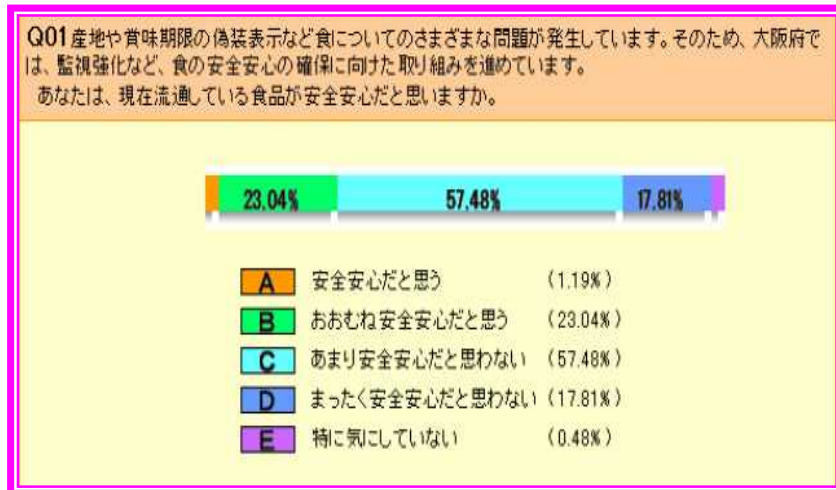 Q01 産地や賞味期限の偽装表示など食についてのさまざまな問題が発生しています。そのため、大阪府で
は、監視強化など、食の安全安心の確保に向けた取り組みを進めています。
あなたは、現在流通している食品が安全安心だと思いますか。
23.04% 57.48% 17.81%
A 安全安心だと思う (1.19%)
B おおむね安全安心だと思う (23.04%)
C あまり安全安心だと思わない (57.48%)
D まったく安全安心だと思わない (17.81%)
E 特に気にしていない (0.48%)